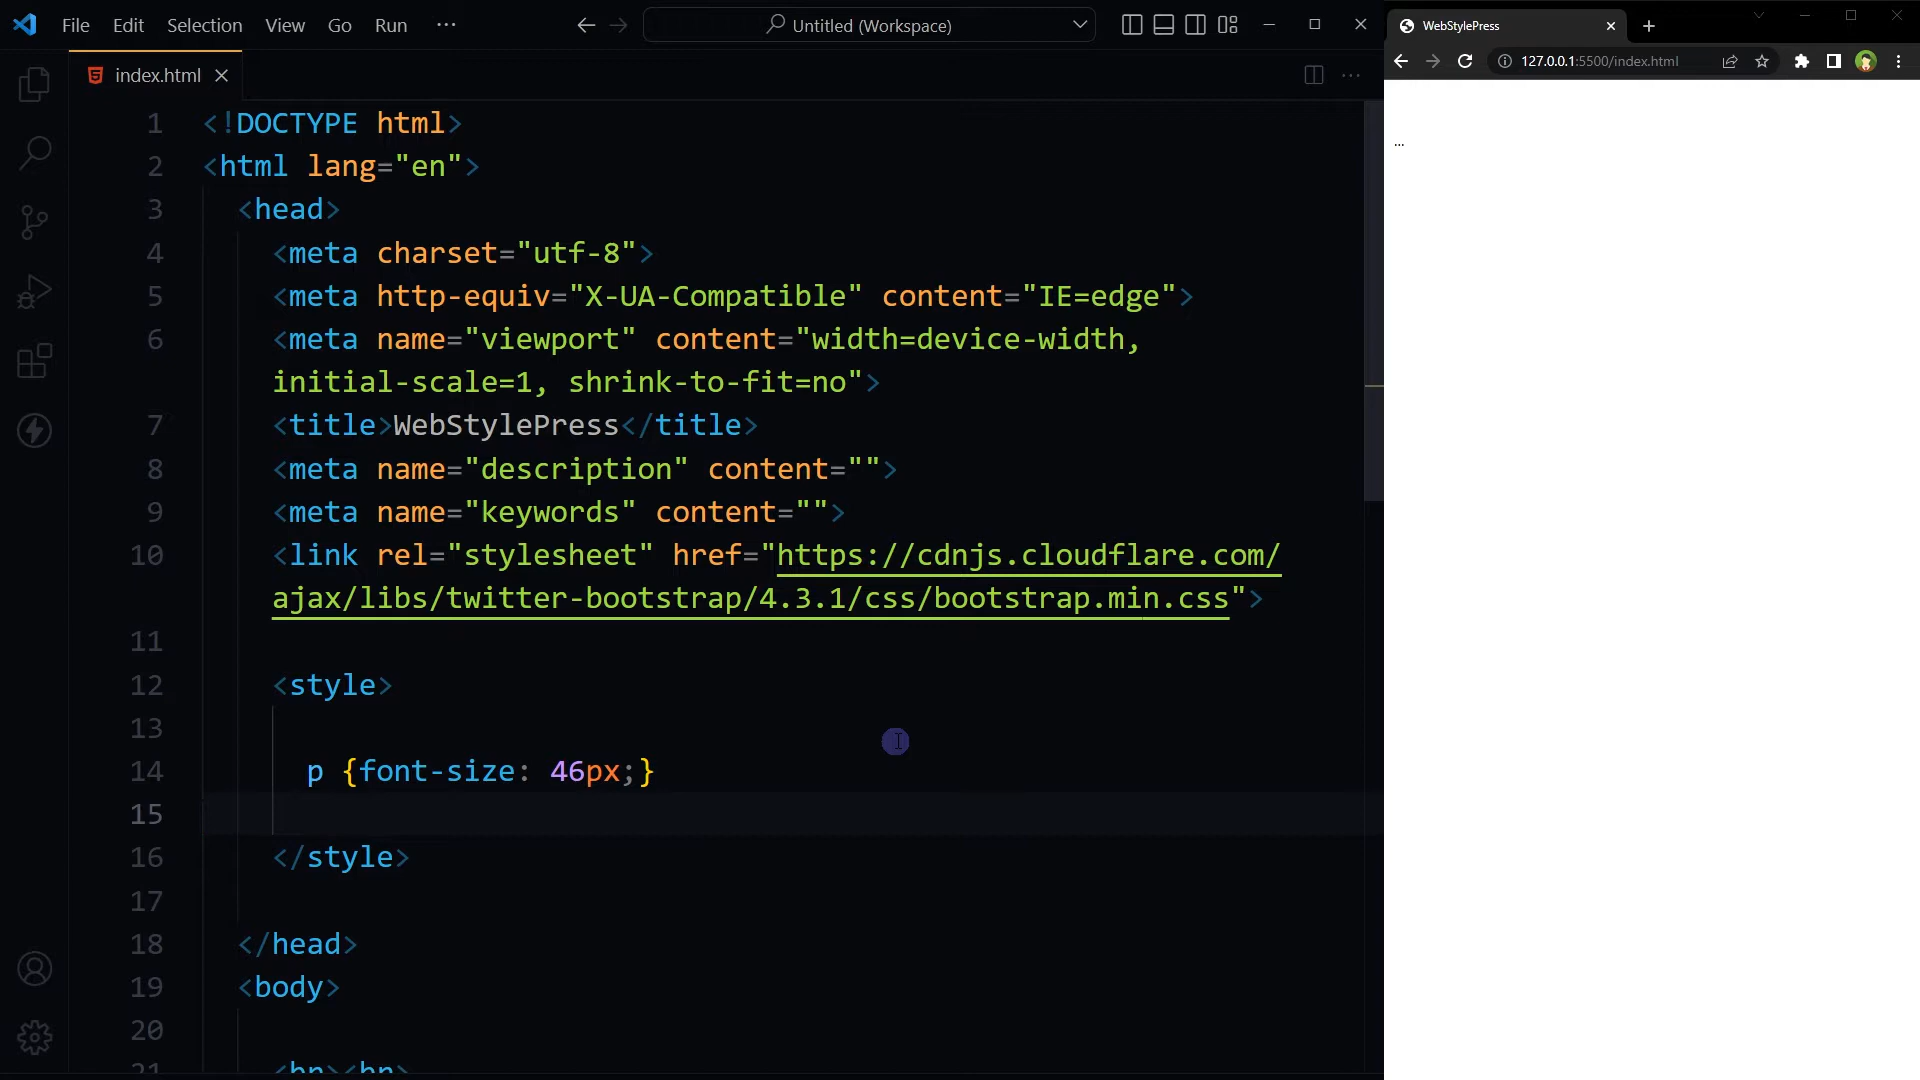 File Edit Selection View Go Run ···
Untitled (Workspace)
index.html
1 <!DOCTYPE html>
2 <html lang="en">
3 <head>
4 <meta charset="utf-8">
5 <meta http-equiv="X-UA-Compatible" content="IE=edge">
6 <meta name="viewport" content="width=device-width,
initial-scale=1, shrink-to-fit=no">
7 <title>WebStylePress</title>
8 <meta name="description" content="">
9 <meta name="keywords" content="">
10 <link rel="stylesheet" href="https://cdnjs.cloudflare.com/
ajax/libs/twitter-bootstrap/4.3.1/css/bootstrap.min.css">
11
12 <style>
13
14 p {font-size: 46px;}
15
16 </style>
17
18 </head>
19 <body>
20
21 <br><br>
WebStylePress
127.0.0.1:5500/index.html
...